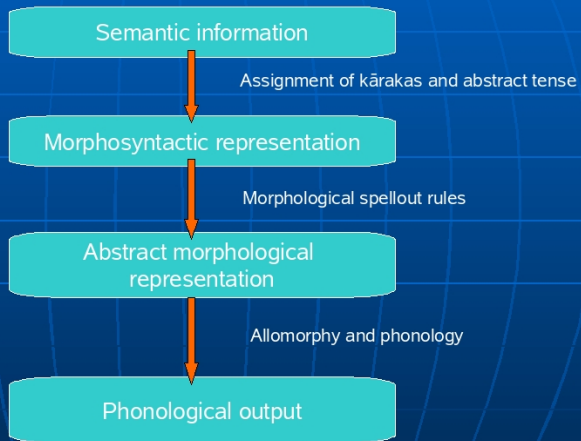 Semantic information
Assignment of kārakas and abstract tense
Morphosyntactic representation
Morphological spellout rules
Abstract morphological
representation
Allomorphy and phonology
Phonological output